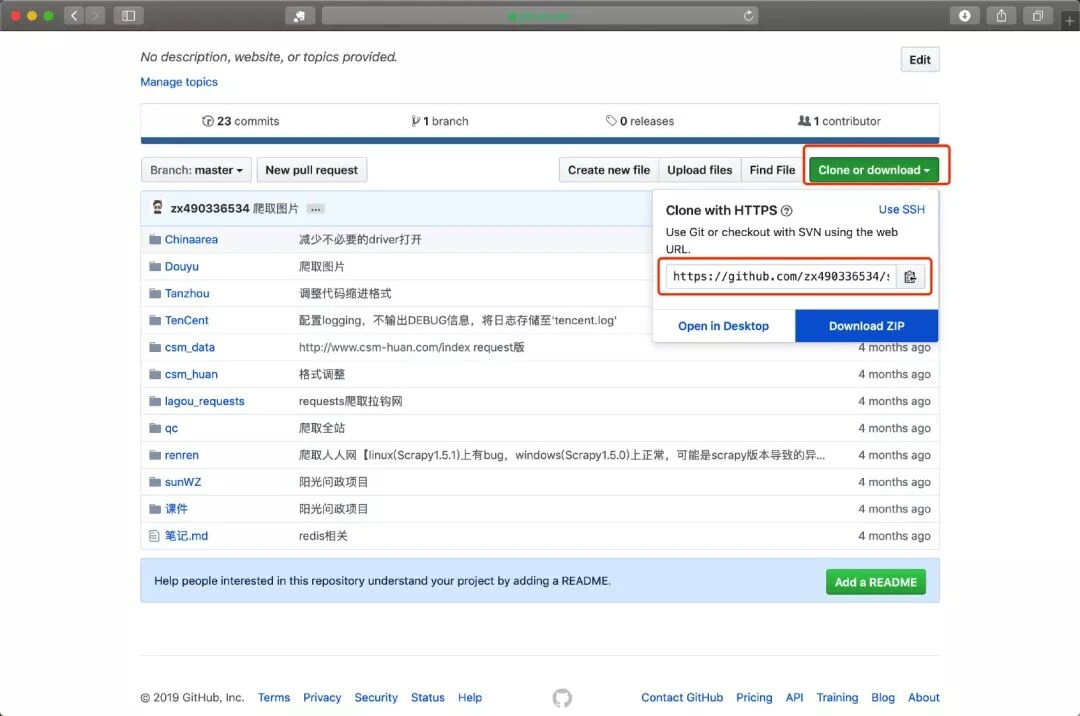 No description, website, or topics provided.
Edit
Manage topics
23 commits
1 branch
0 releases
1 contributor
Branch: master
New pull request
Create new file
Upload files
Find File
Clone or download
zx490336534 爬取图片 ...
Clone with HTTPS
Use SSH
Use Git or checkout with SVN using the web
URL.
https://github.com/zx490336534/s
Open in Desktop
Download ZIP
Chinaarea 减少不必要的driver打开
Douyu 爬取图片
Tanzhou 调整代码缩进格式
TenCent 配置logging，不输出DEBUG信息，将日志存储至'tencent.log'
csm_data http://www.csm-huan.com/index request版 4 months ago
csm_huan 格式调整 4 months ago
lagou_requests requests爬取拉钩网 4 months ago
qc 爬取全站 4 months ago
renren 爬取人人网【linux(Scrapy1.5.1)上有bug，windows(Scrapy1.5.0)上正常，可能是scrapy版本导致的异... 4 months ago
sunWZ 阳光问政项目 4 months ago
课件 阳光问政项目 4 months ago
笔记.md redis相关 4 months ago
Help people interested in this repository understand your project by adding a README.
Add a README
© 2019 GitHub, Inc.
Terms
Privacy
Security
Status
Help
Contact GitHub
Pricing
API
Training
Blog
About